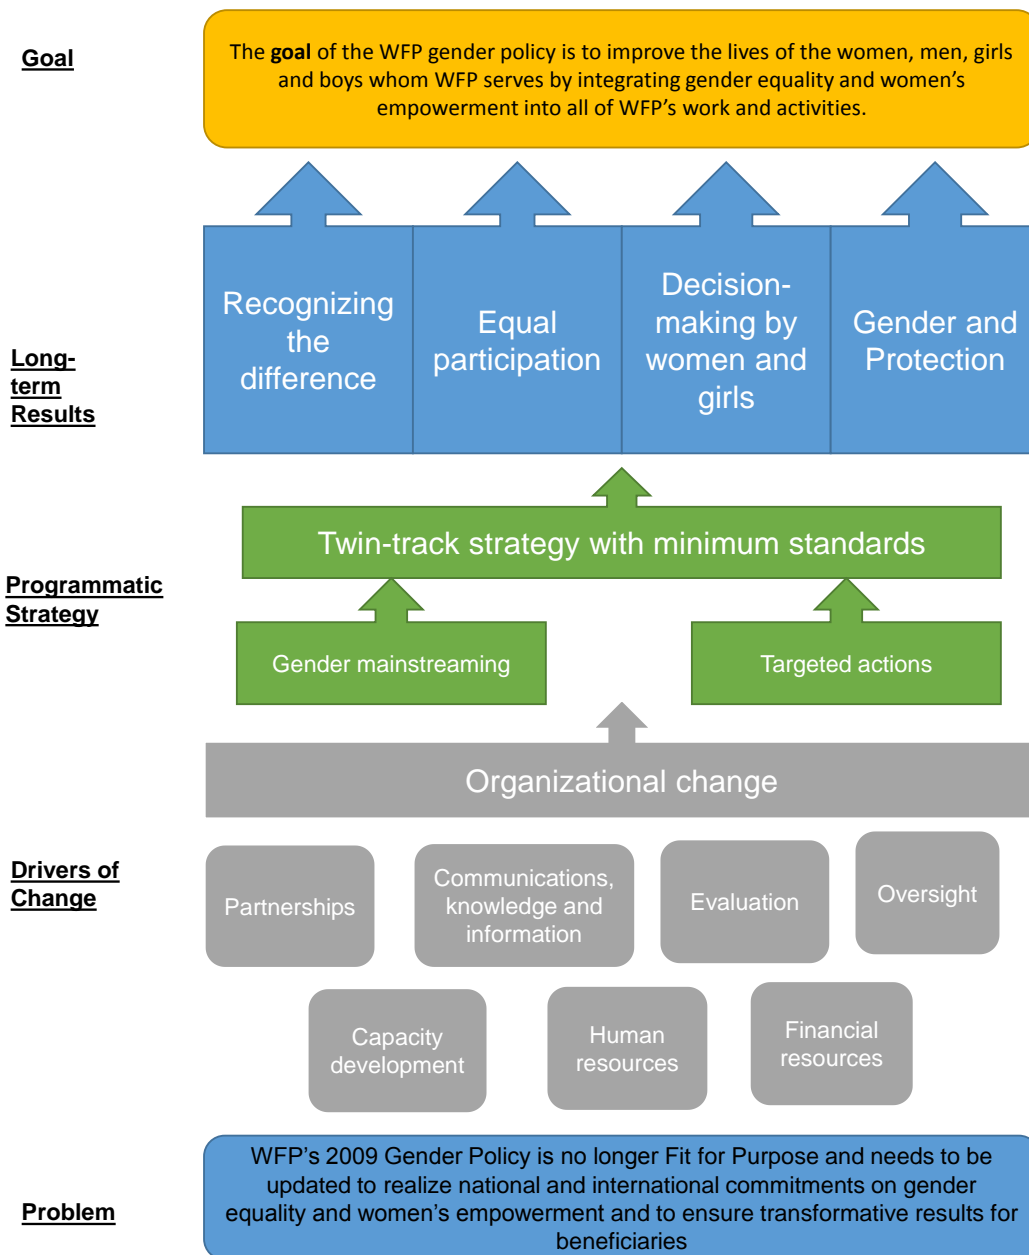 Goal
The goal of the WFP gender policy is to improve the lives of the women, men, girls
and boys whom WFP serves by integrating gender equality and women's
empowerment into all of WFP's work and activities.
Long-
term
Results
Recognizing
the
difference
Equal
participation
Decision-
making by
women and
girls
Gender and
Protection
Programmatic
Strategy
Twin-track strategy with minimum standards
Gender mainstreaming
Targeted actions
Organizational change
Drivers of
Change
Partnerships
Communications,
knowledge and
information
Evaluation
Oversight
Capacity
development
Human
resources
Financial
resources
Problem
WFP's 2009 Gender Policy is no longer Fit for Purpose and needs to be
updated to realize national and international commitments on gender
equality and women's empowerment and to ensure transformative results for
beneficiaries